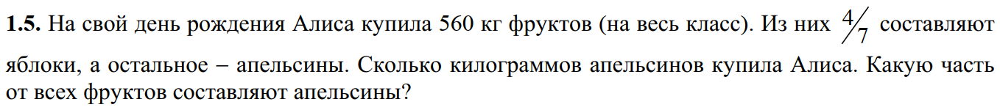 1.5. На свой день рождения Алиса купила 560 кг фруктов (на весь класс). Из них 4/7 составляют
яблоки, а остальное – апельсины. Сколько килограммов апельсинов купила Алиса. Какую часть
от всех фруктов составляют апельсины?